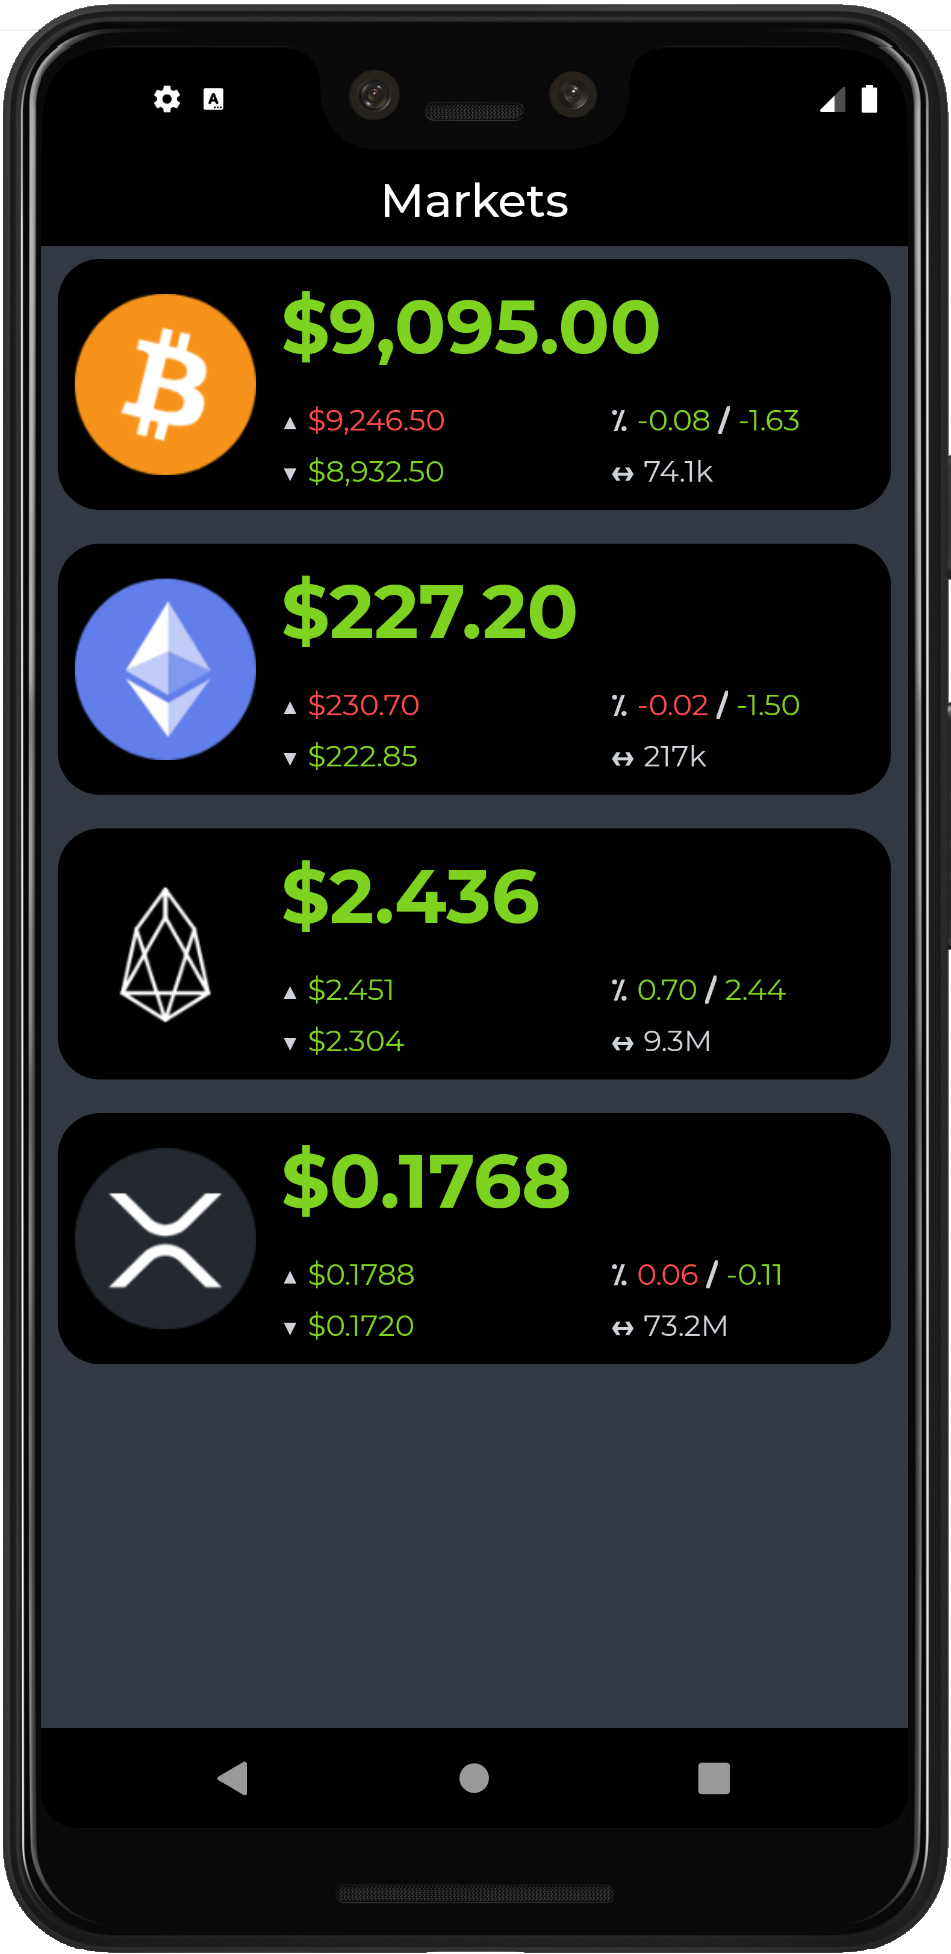 Markets
$9,095.00
▲ $9,246.50 ⁒ -0.08 / -1.63
▼ $8,932.50 ↔ 74.1k
$227.20
▲ $230.70 ⁒ -0.02 / -1.50
▼ $222.85 ↔ 217k
$2.436
▲ $2.451 ⁒ 0.70 / 2.44
▼ $2.304 ↔ 9.3M
$0.1768
▲ $0.1788 ⁒ 0.06 / -0.11
▼ $0.1720 ↔ 73.2M